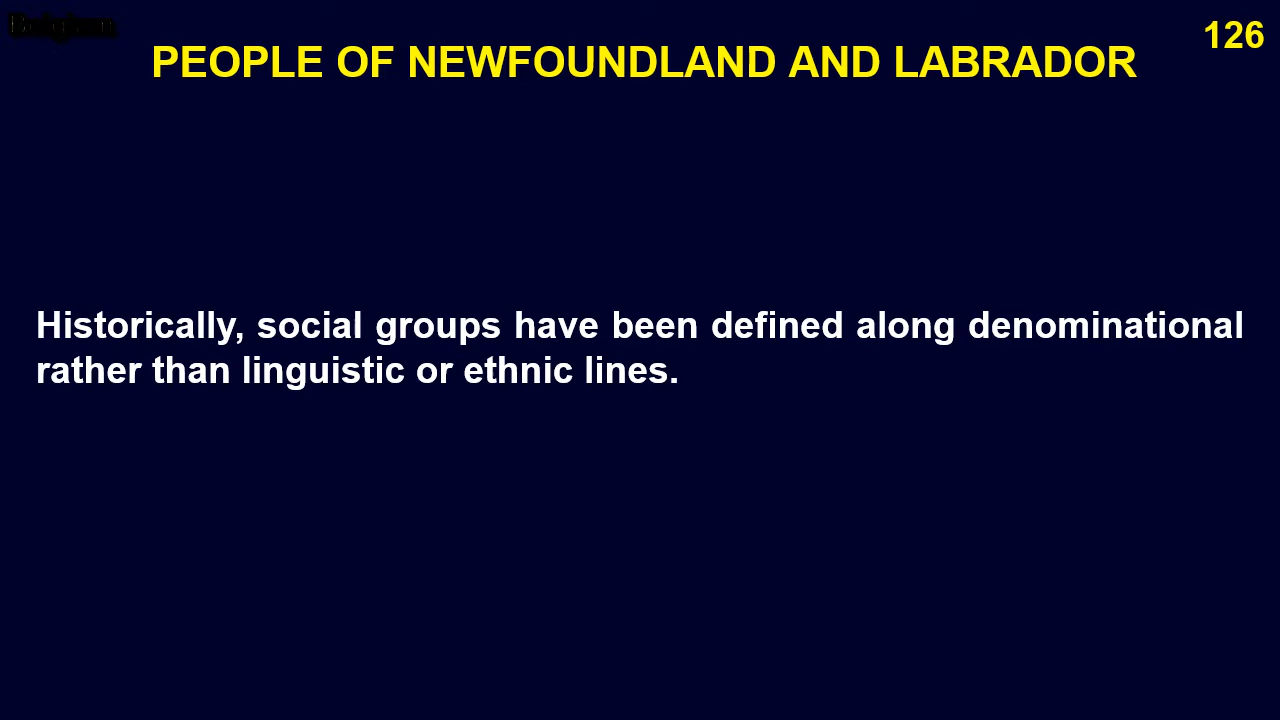 Belgium
126
PEOPLE OF NEWFOUNDLAND AND LABRADOR
Historically, social groups have been defined along denominational
rather than linguistic or ethnic lines.